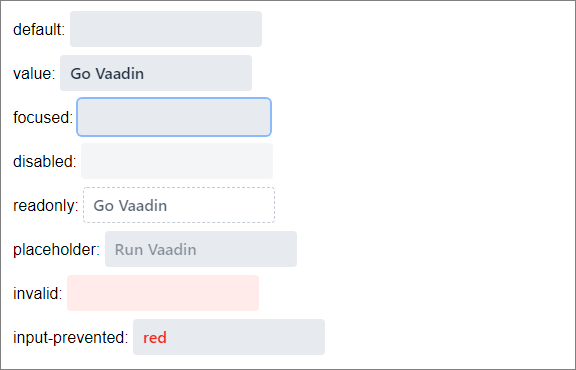 default:
value: Go Vaadin
focused:
disabled:
readonly: Go Vaadin
placeholder: Run Vaadin
invalid:
input-prevented: red